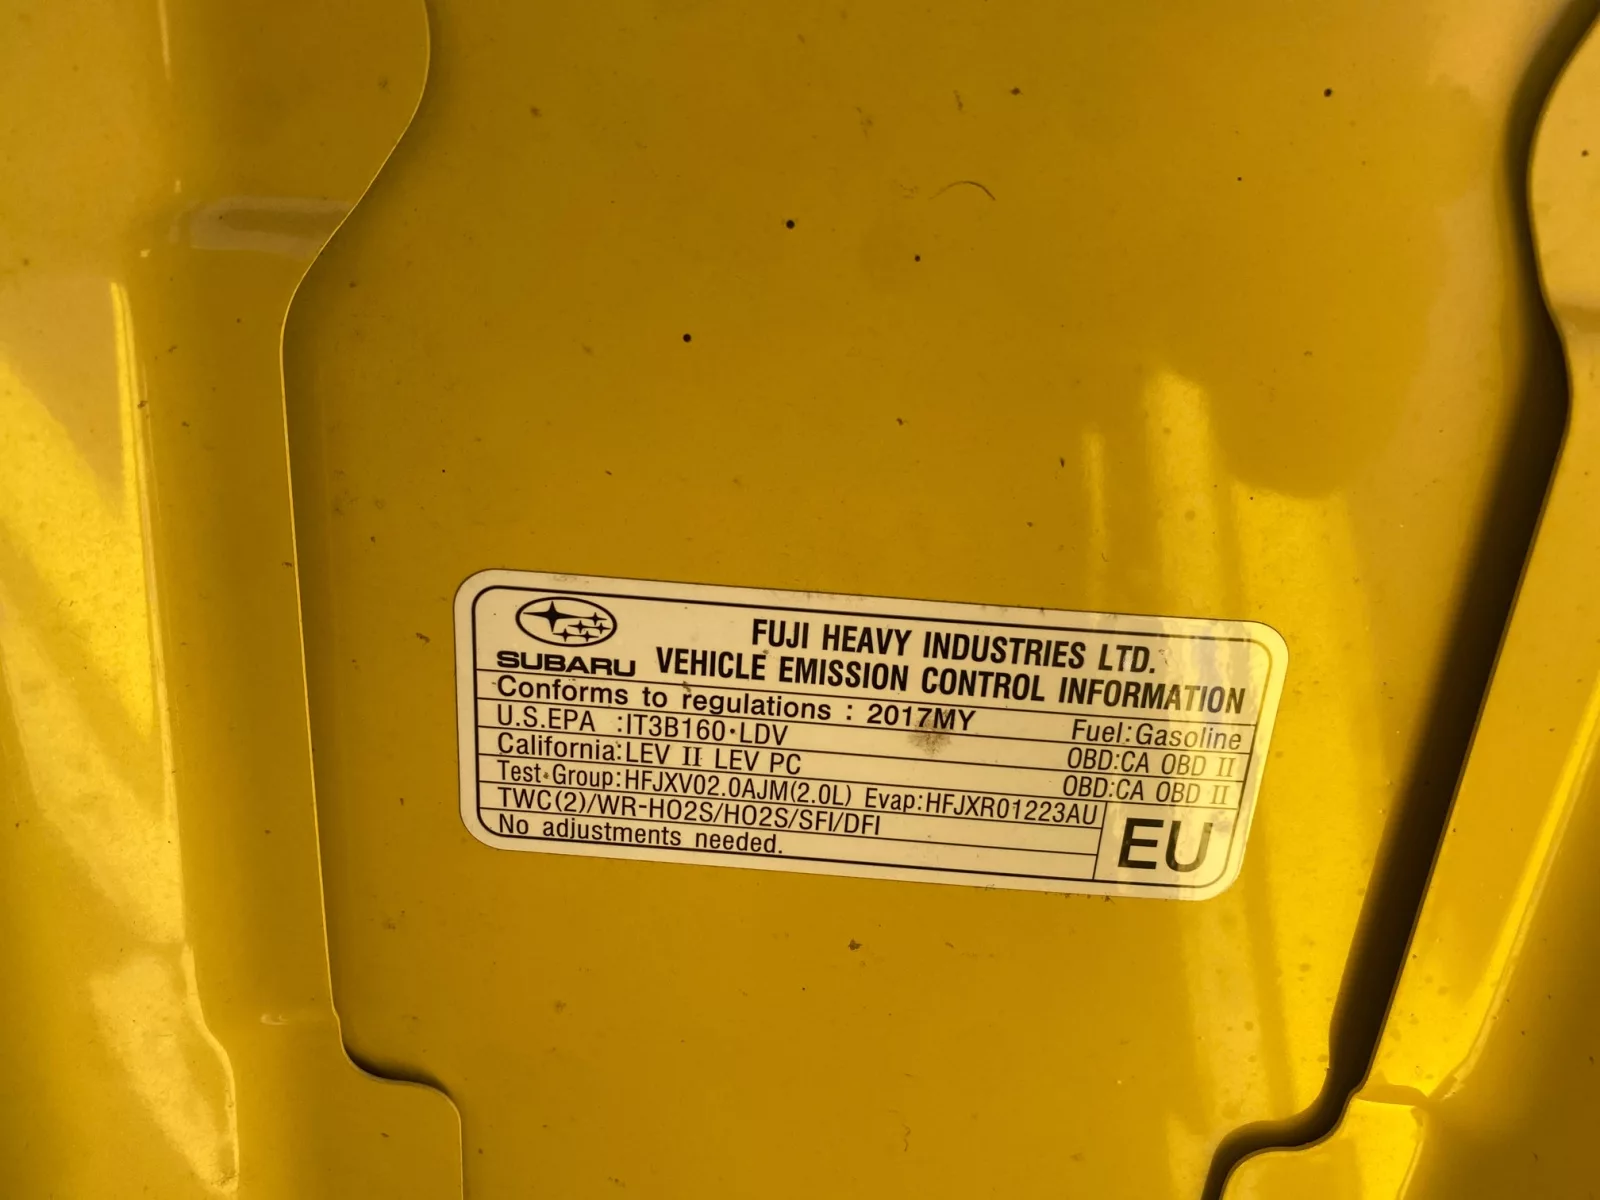 SUBARU
FUJI HEAVY INDUSTRIES LTD.
VEHICLE EMISSION CONTROL INFORMATION
Conforms to regulations : 2017MY Fuel:Gasoline
U.S.EPA :IT3B160·LDV OBD:CA OBD II
California:LEV II LEV PC OBD:CA OBD II
Test Group:HFJXV02.0AJM(2.0L) Evap:HFJXR01223AU
TWC(2)/WR-HO2S/HO2S/SFI/DFI
No adjustments needed.
EU